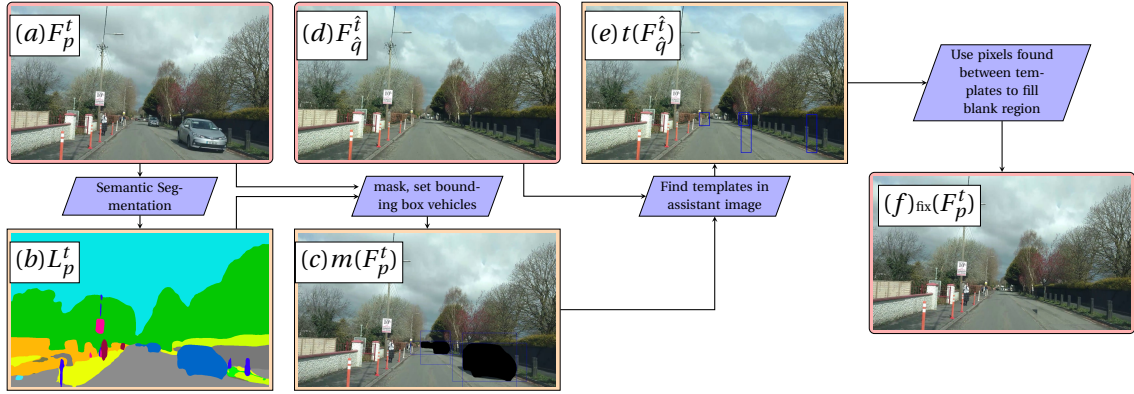 (a) F_p^t
(d) F_q̂^t̂
(e) t(F_q̂^t̂)
Use pixels found
between tem-
plates to fill
blank region
Semantic Seg-
mentation
mask, set bound-
ing box vehicles
Find templates in
assistant image
(b) L_p^t
(c) m(F_p^t)
(f) fix(F_p^t)